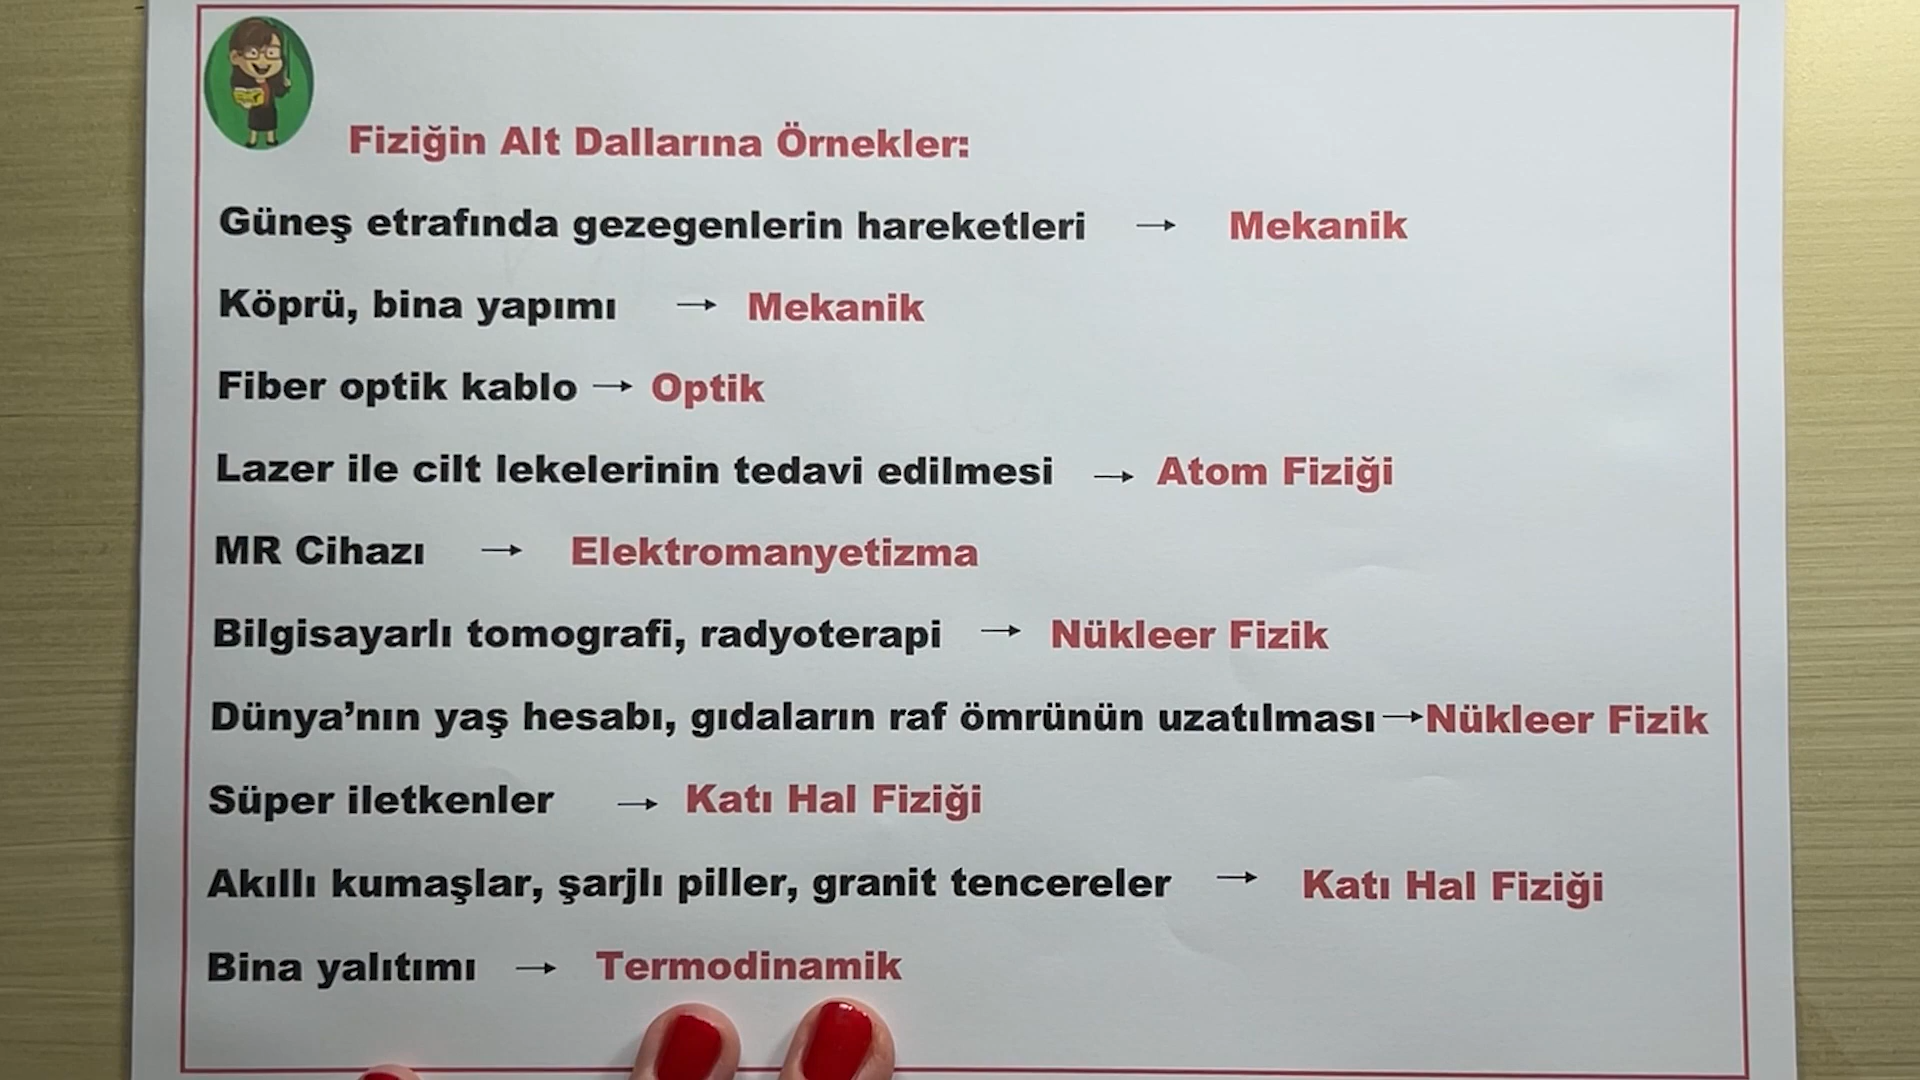 Fiziğin Alt Dallarına Örnekler:
Güneş etrafında gezegenlerin hareketleri → Mekanik
Köprü, bina yapımı → Mekanik
Fiber optik kablo → Optik
Lazer ile cilt lekelerinin tedavi edilmesi → Atom Fiziği
MR Cihazı → Elektromanyetizma
Bilgisayarlı tomografi, radyoterapi → Nükleer Fizik
Dünya’nın yaş hesabı, gıdaların raf ömrünün uzatılması → Nükleer Fizik
Süper iletkenler → Katı Hal Fiziği
Akıllı kumaşlar, şarjlı piller, granit tencereler → Katı Hal Fiziği
Bina yalıtımı → Termodinamik